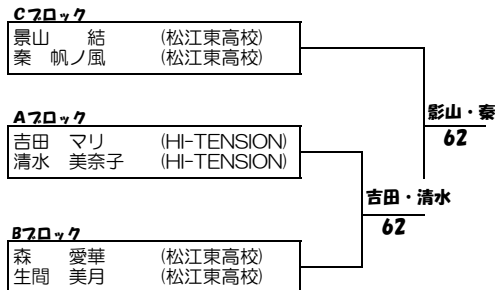 Cブロック
景山 結 (松江東高校)
秦 帆ノ風 (松江東高校)
影山・秦
62
Aブロック
吉田 マリ (HI-TENSION)
清水 美奈子 (HI-TENSION)
吉田・清水
62
Bブロック
森 愛華 (松江東高校)
生間 美月 (松江東高校)